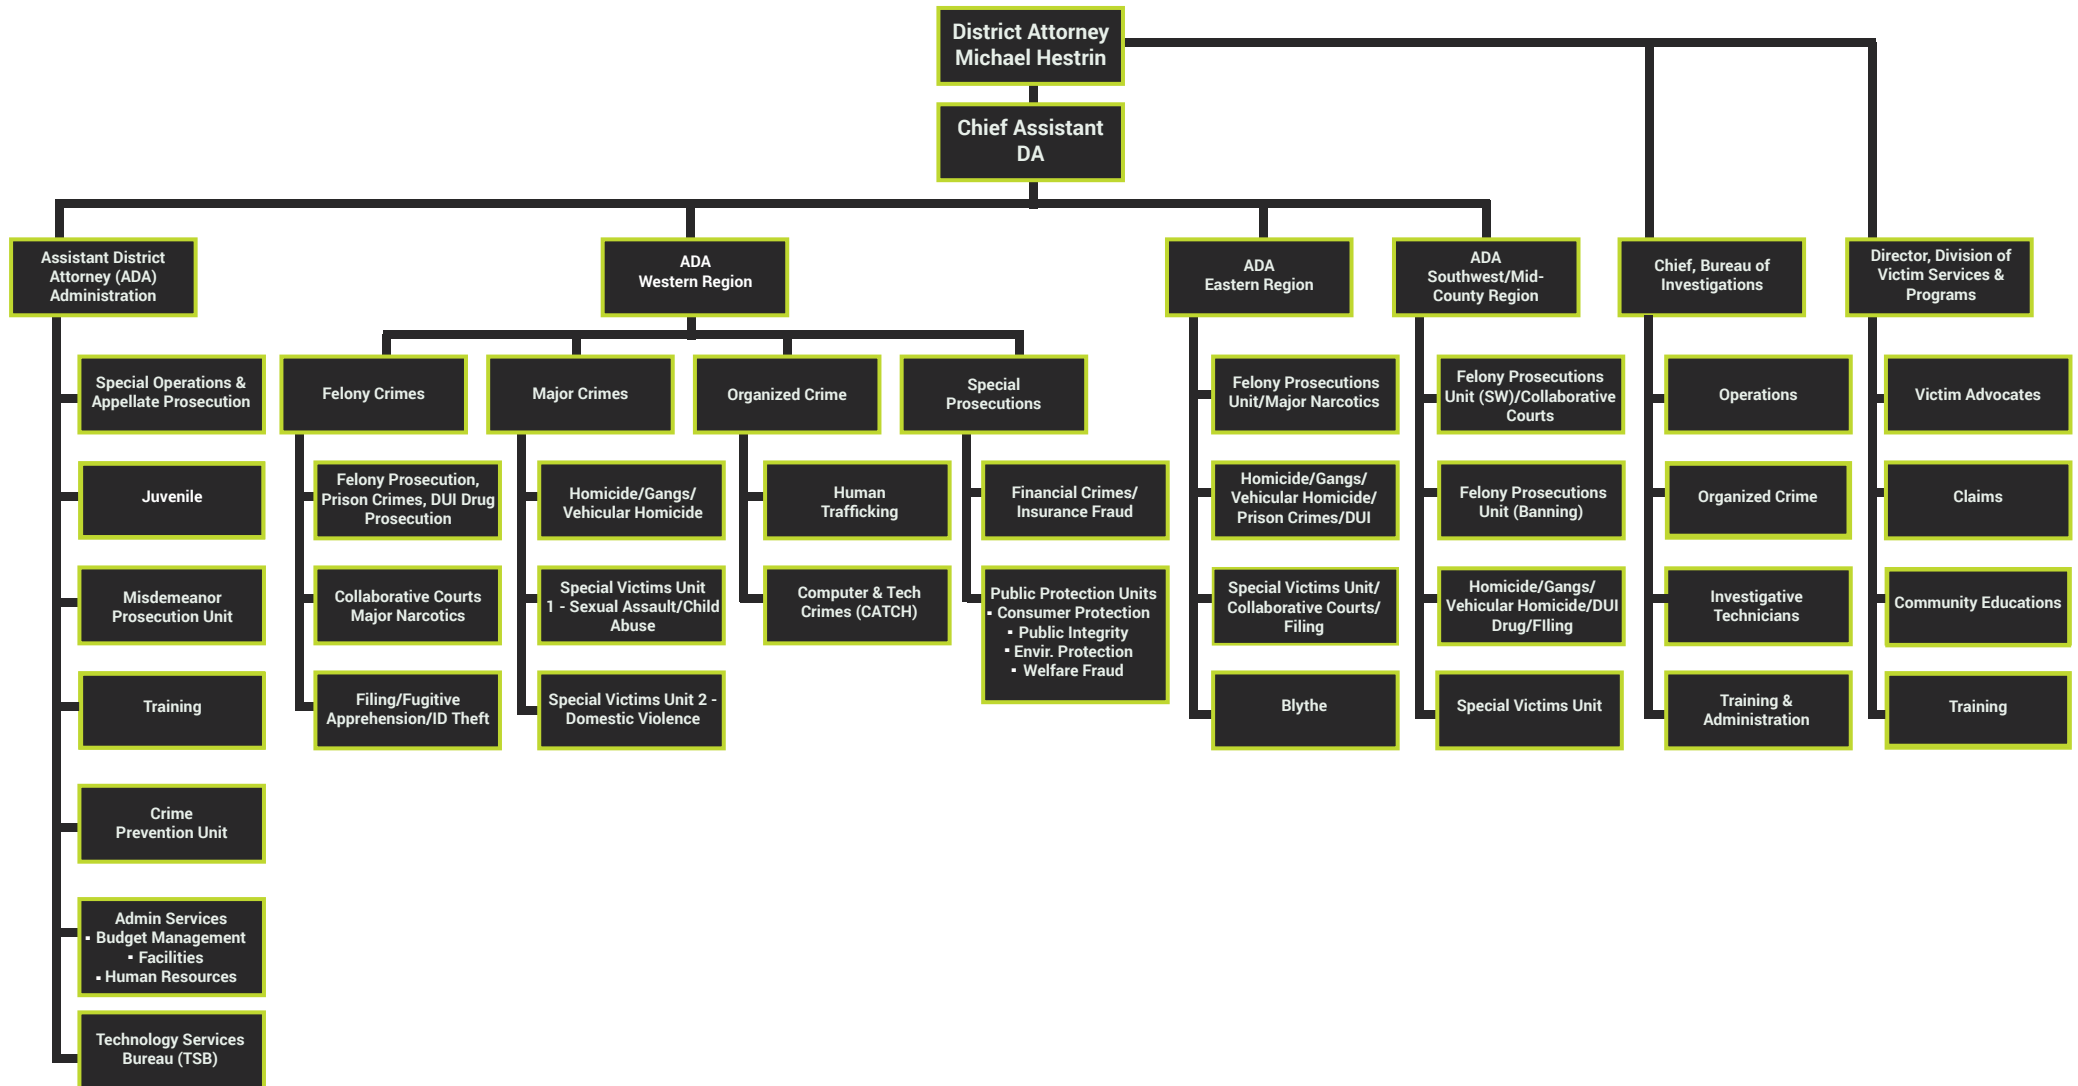 District Attorney
Michael Hestrin
Chief Assistant
DA
Assistant District
Attorney (ADA)
Administration
ADA
Western Region
ADA
Eastern Region
ADA
Southwest/Mid-
County Region
Chief, Bureau of
Investigations
Director, Division of
Victim Services &
Programs
Special Operations &
Appellate Prosecution
Juvenile
Misdemeanor
Prosecution Unit
Training
Crime
Prevention Unit
Admin Services
▪ Budget Management
▪ Facilities
▪ Human Resources
Technology Services
Bureau (TSB)
Felony Crimes
Felony Prosecution,
Prison Crimes, DUI Drug
Prosecution
Collaborative Courts
Major Narcotics
Filing/Fugitive
Apprehension/ID Theft
Major Crimes
Homicide/Gangs/
Vehicular Homicide
Special Victims Unit
1 - Sexual Assault/Child
Abuse
Special Victims Unit 2 -
Domestic Violence
Organized Crime
Human
Trafficking
Computer & Tech
Crimes (CATCH)
Special
Prosecutions
Financial Crimes/
Insurance Fraud
Public Protection Units
▪ Consumer Protection
▪ Public Integrity
▪ Envir. Protection
▪ Welfare Fraud
Felony Prosecutions
Unit/Major Narcotics
Homicide/Gangs/
Vehicular Homicide/
Prison Crimes/DUI
Special Victims Unit/
Collaborative Courts/
Filing
Blythe
Felony Prosecutions
Unit (SW)/Collaborative
Courts
Felony Prosecutions
Unit (Banning)
Homicide/Gangs/
Vehicular Homicide/DUI
Drug/FIling
Special Victims Unit
Operations
Organized Crime
Investigative
Technicians
Training &
Administration
Victim Advocates
Claims
Community Educations
Training